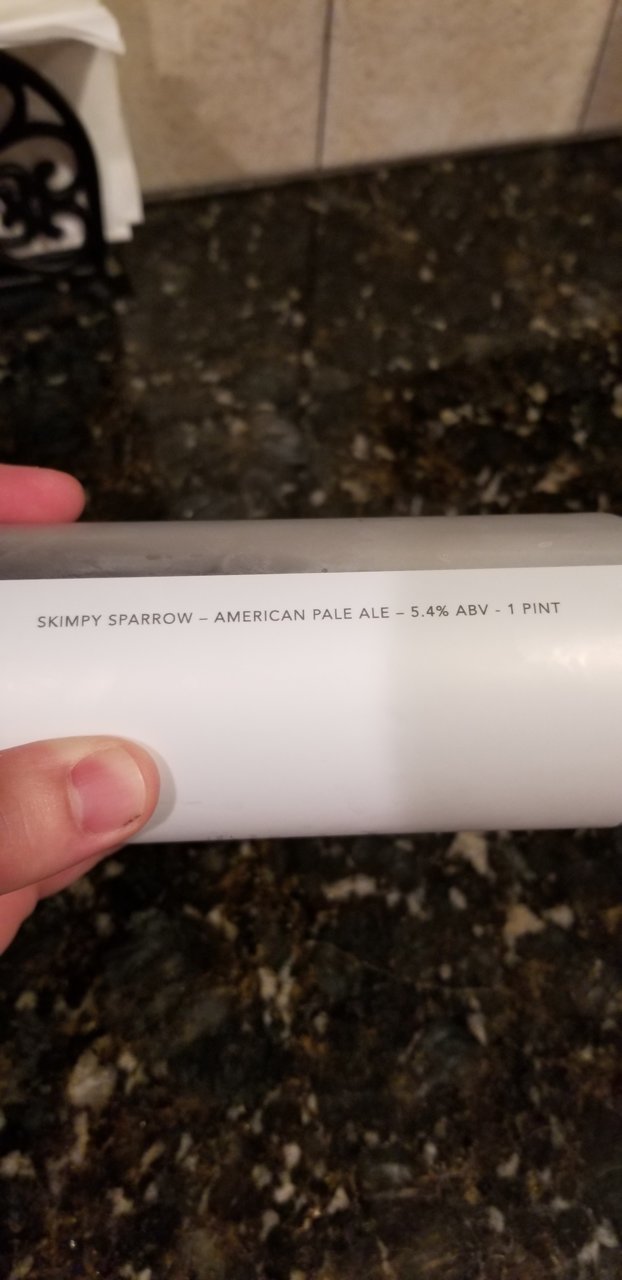 SKIMPY SPARROW – AMERICAN PALE ALE – 5.4% ABV - 1 PINT